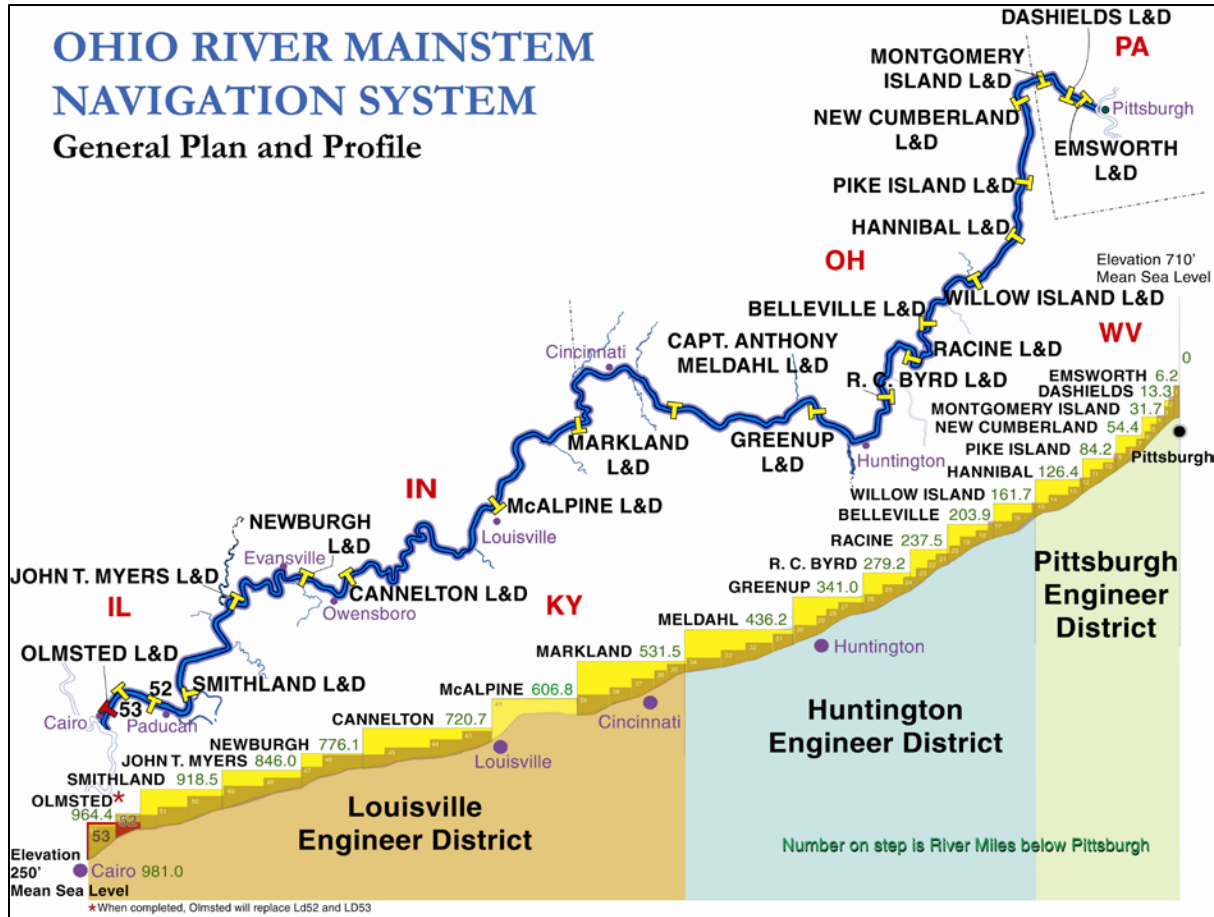 OHIO RIVER MAINSTEM
NAVIGATION SYSTEM
General Plan and Profile
DASHIELDS L&D
PA
MONTGOMERY
ISLAND L&D
Pittsburgh
NEW CUMBERLAND
L&D
EMSWORTH
L&D
PIKE ISLAND L&D
HANNIBAL L&D
OH
Elevation 710'
Mean Sea Level
WILLOW ISLAND L&D
BELLEVILLE L&D
WV
CAPT. ANTHONY
MELDAHL L&D
RACINE L&D
Cincinnati
R. C. BYRD L&D
MARKLAND
L&D
GREENUP
L&D
Huntington
IN
McALPINE L&D
Louisville
NEWBURGH
L&D
Evansville
JOHN T. MYERS L&D
CANNELTON L&D
Owensboro
IL
KY
OLMSTED L&D
SMITHLAND L&D
52
53
Cairo
Paducah
0
EMSWORTH 6.2
DASHIELDS 13.3
MONTGOMERY ISLAND 31.7
NEW CUMBERLAND 54.4
Pittsburgh
PIKE ISLAND 84.2
HANNIBAL 126.4
WILLOW ISLAND 161.7
BELLEVILLE 203.9
RACINE 237.5
R. C. BYRD 279.2
GREENUP 341.0
MELDAHL 436.2
Huntington
MARKLAND 531.5
McALPINE 606.8
Cincinnati
CANNELTON 720.7
Louisville
NEWBURGH 776.1
JOHN T. MYERS 846.0
SMITHLAND 918.5
OLMSTED*
964.4
53
52
Pittsburgh
Engineer
District
Huntington
Engineer District
Louisville
Engineer District
Number on step is River Miles below Pittsburgh
Elevation
250'
Mean Sea Level
Cairo 981.0
*When completed, Olmsted will replace Ld52 and LD53